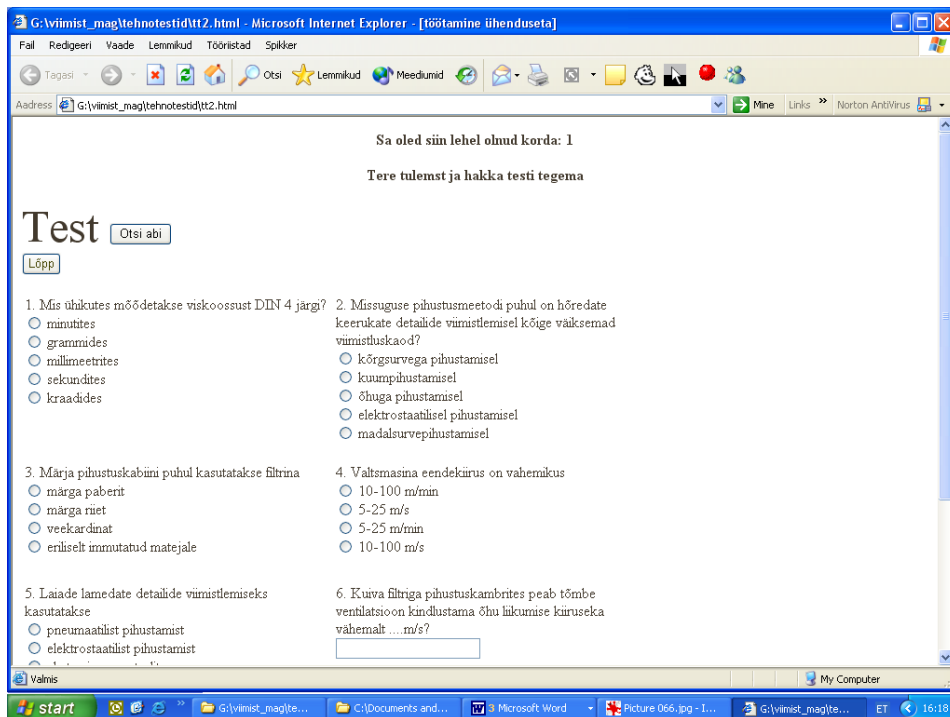 G:\viimist_mag\tehnotestid\tt2.html - Microsoft Internet Explorer - [töötamine ühenduseta]
Fail Redigeeri Vaade Lemmikud Tööriistad Spikker
Tagasi Otsi Lemmikud Meediumid
Aadress G:\viimist_mag\tehnotestid\tt2.html Mine Links » Norton AntiVirus
Sa oled siin lehel olnud korda: 1
Tere tulemst ja hakka testi tegema
Test Otsi abi
Lõpp
1. Mis ühikutes mõõdetakse viskoossust DIN 4 järgi?
minutites
grammides
millimeetrites
sekundites
kraadides
2. Missuguse pihustusmeetodi puhul on hõredate
keerukate detailide viimistlemisel kõige väiksemad
viimistluskaod?
kõrgsurvega pihustamisel
kuumpihustamisel
õhuga pihustamisel
elektrostaatilisel pihustamisel
madalsurvepihustamisel
3. Märja pihustuskabiini puhul kasutatakse filtrina
märga paberit
märga riiet
veekardinat
eriliselt immutatud matejale
4. Valtsmasina eendekiirus on vahemikus
10-100 m/min
5-25 m/s
5-25 m/min
10-100 m/s
5. Laiade lamedate detailide viimistlemiseks
kasutatakse
pneumaatilist pihustamist
elektrostaatilist pihustamist
6. Kuiva filtriga pihustuskambrites peab tõmbe
ventilatsioon kindlustama õhu liikumise kiiruseka
vähemalt ....m/s?
Valmis My Computer
start » G:\viimist_mag\te... C:\Documents and... 3 Microsoft Word Picture 066.jpg - I... G:\viimist_mag\te... ET 16:18